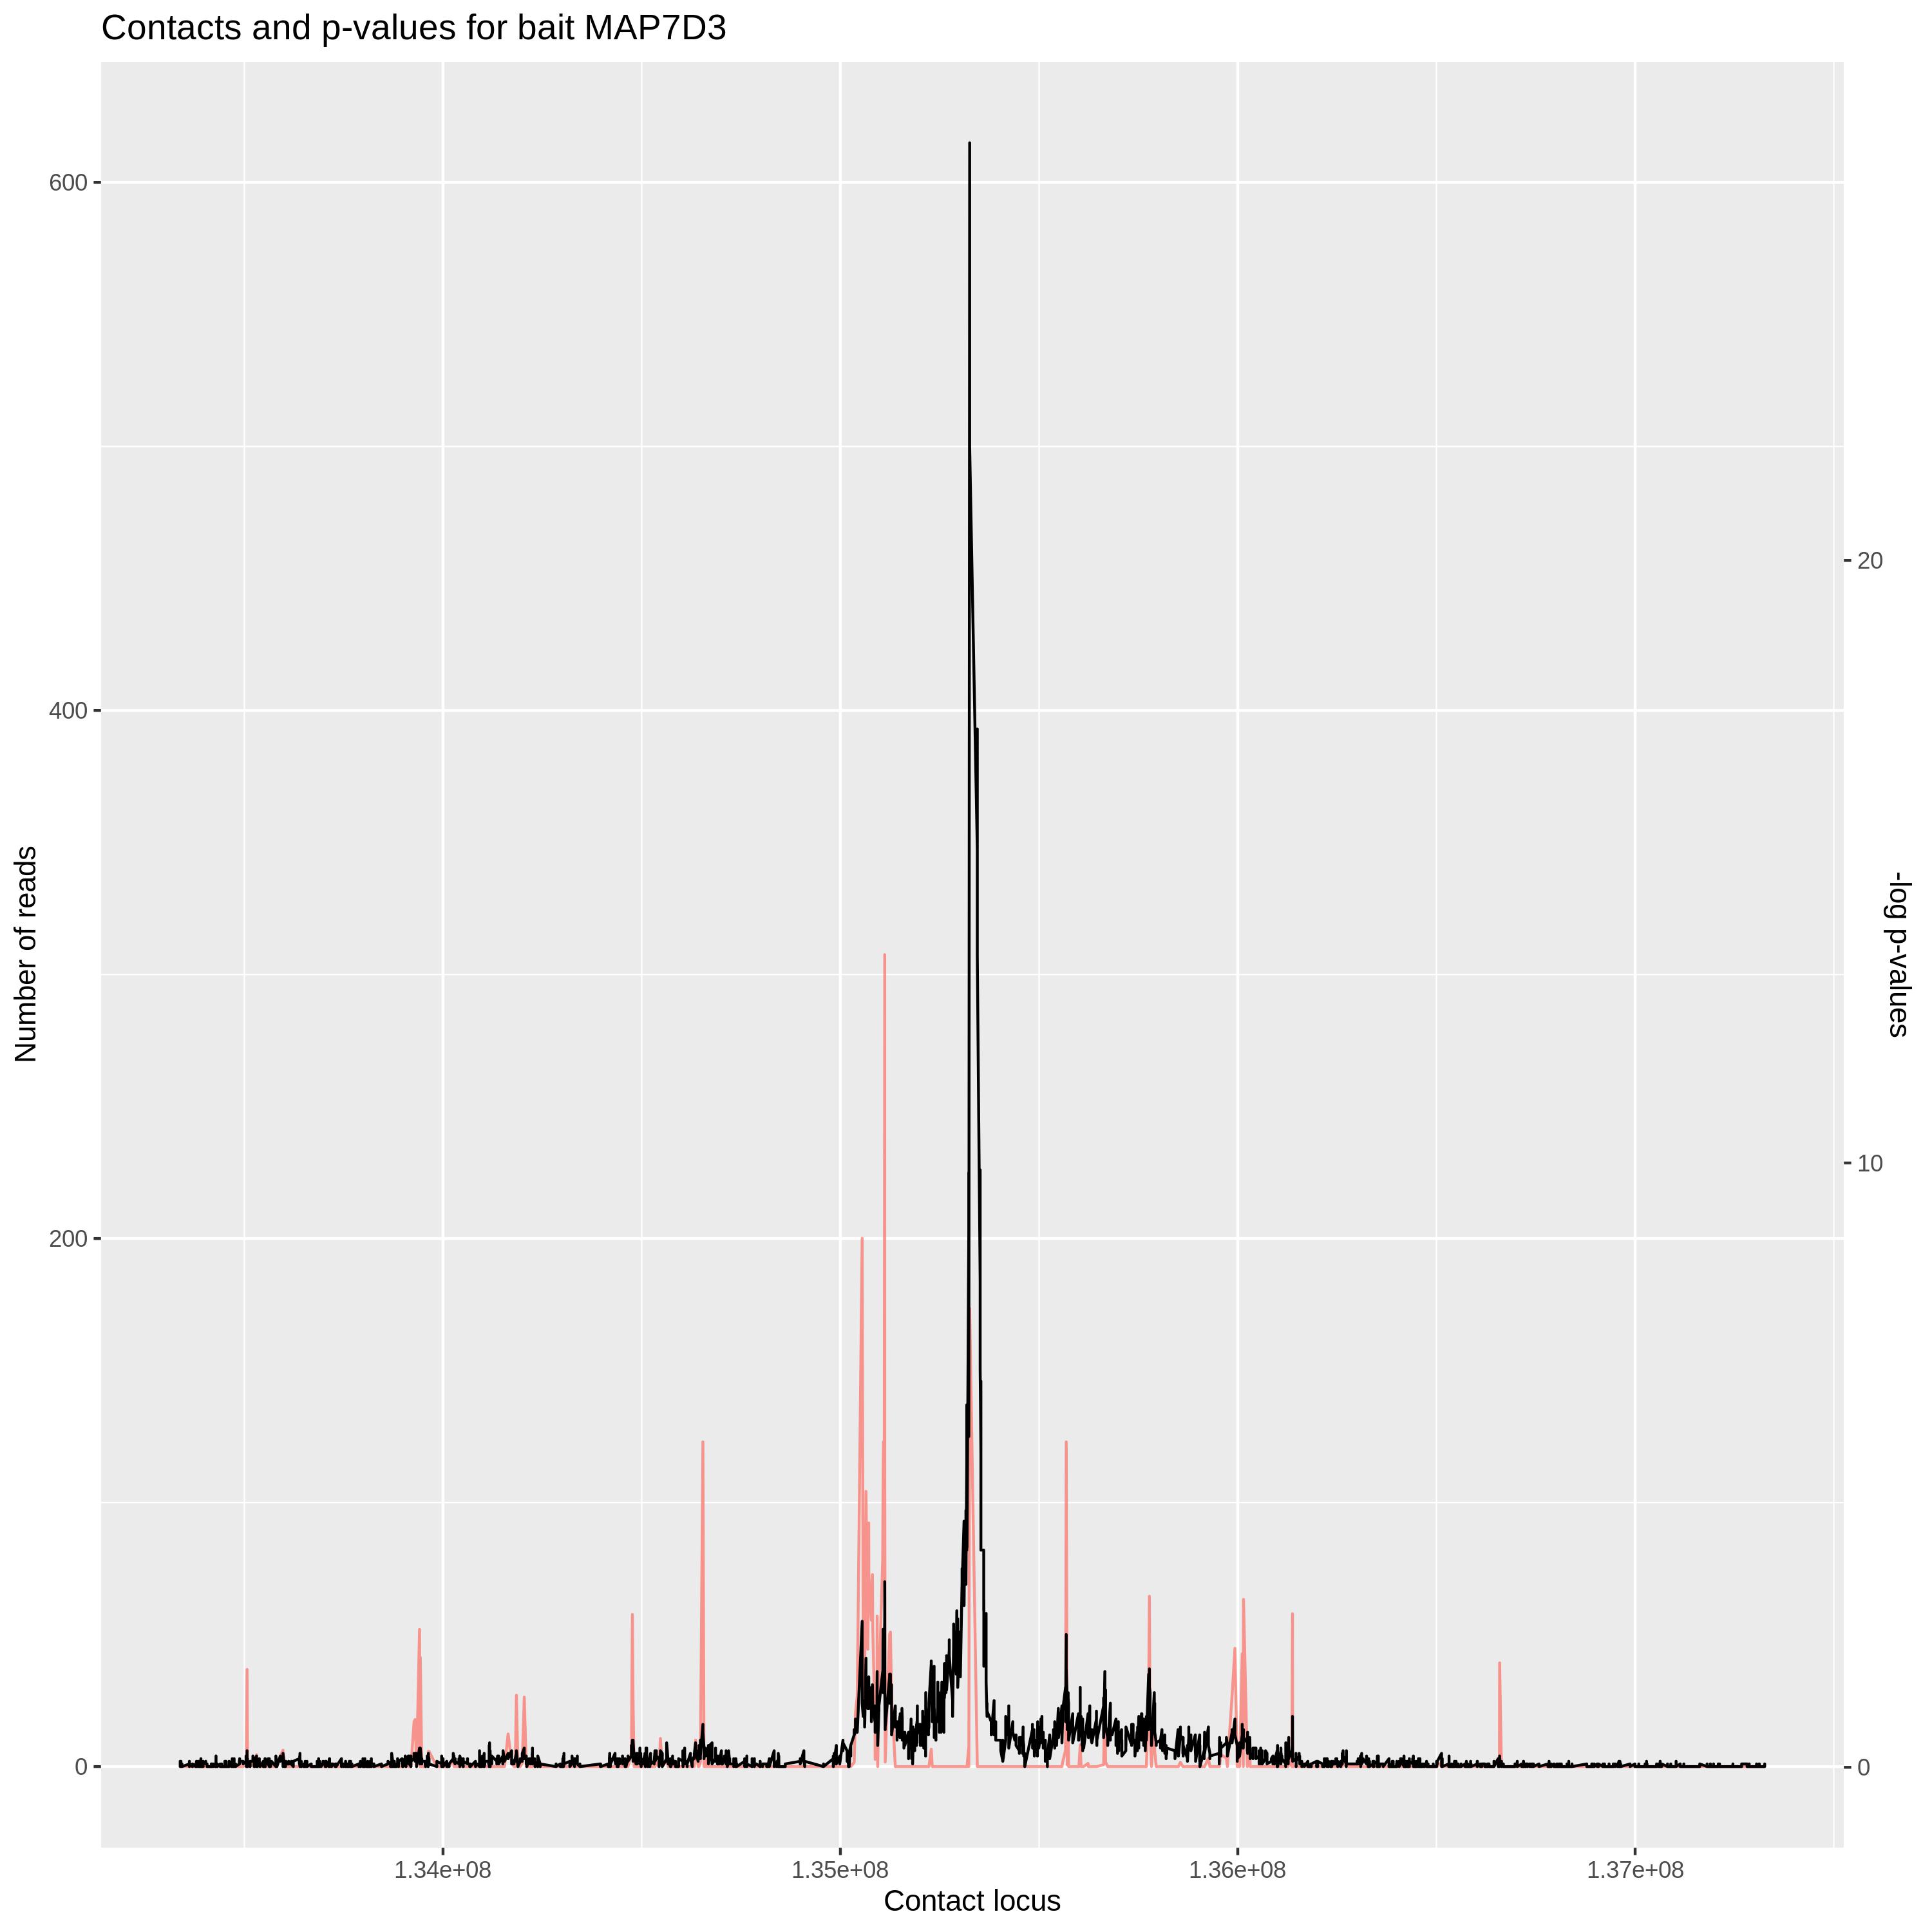 Contacts and p-values for bait MAP7D3
600
400
200
0
Number of reads
20
10
0
-log p-values
1.34e+08
1.35e+08
1.36e+08
1.37e+08
Contact locus